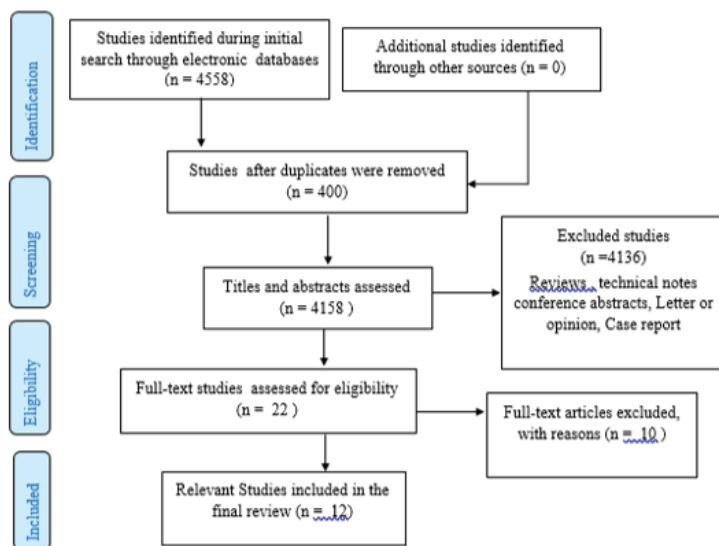 Identification
Studies identified during initial
search through electronic databases
(n = 4558)
Additional studies identified
through other sources (n = 0)
Studies after duplicates were removed
(n = 400)
Screening
Titles and abstracts assessed
(n = 4158 )
Excluded studies
(n =4136)
Reviews , technical notes
conference abstracts, Letter or
opinion, Case report
Eligibility
Full-text studies assessed for eligibility
(n = 22 )
Full-text articles excluded,
with reasons (n = 10 )
Included
Relevant Studies included in the
final review (n = 12)